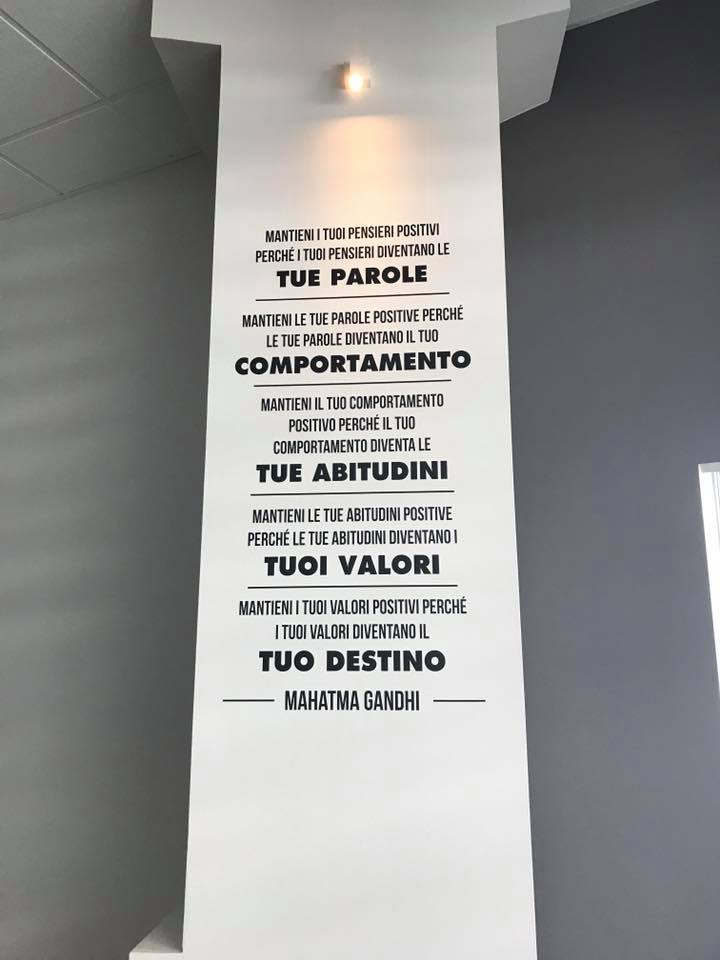 MANTIENI I TUOI PENSIERI POSITIVI
PERCHÉ I TUOI PENSIERI DIVENTANO LE
TUE PAROLE
MANTIENI LE TUE PAROLE POSITIVE PERCHÉ
LE TUE PAROLE DIVENTANO IL TUO
COMPORTAMENTO
MANTIENI IL TUO COMPORTAMENTO
POSITIVO PERCHÉ IL TUO
COMPORTAMENTO DIVENTA LE
TUE ABITUDINI
MANTIENI LE TUE ABITUDINI POSITIVE
PERCHÉ LE TUE ABITUDINI DIVENTANO I
TUOI VALORI
MANTIENI I TUOI VALORI POSITIVI PERCHÉ
I TUOI VALORI DIVENTANO IL
TUO DESTINO
MAHATMA GANDHI